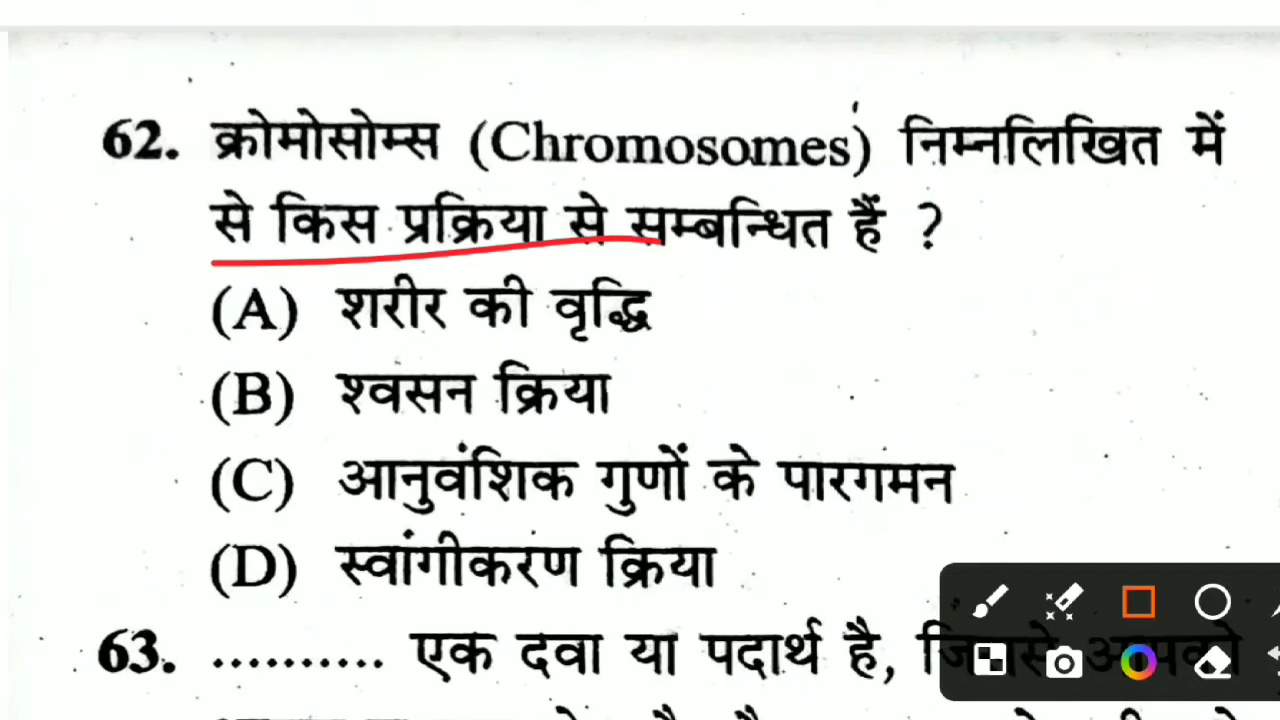 62. क्रोमोसोम्स (Chromosomes) निम्नलिखित में
से किस प्रक्रिया से सम्बन्धित हैं ?
(A) शरीर की वृद्धि
(B) श्वसन क्रिया
(C) आनुवंशिक गुणों के पारगमन
(D) स्वांगीकरण क्रिया
63. .......... एक दवा या पदार्थ है,